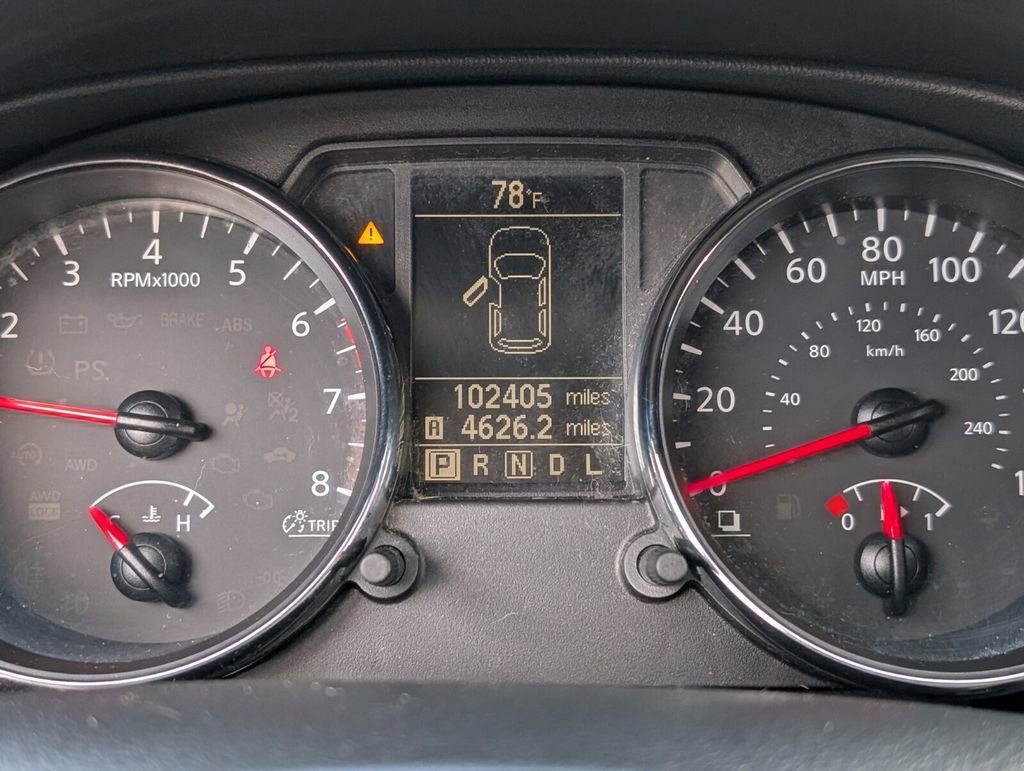 78°F
102405 miles
A 4626.2 miles
P R N D L
2 3 4 5 6 7 8
RPMx1000
BRAKE ABS
PS
AWD
AWD
LOCK
H
TRIP
0 20 40 60 80 100
MPH
40 80 120 160 200 240
km/h
0 1